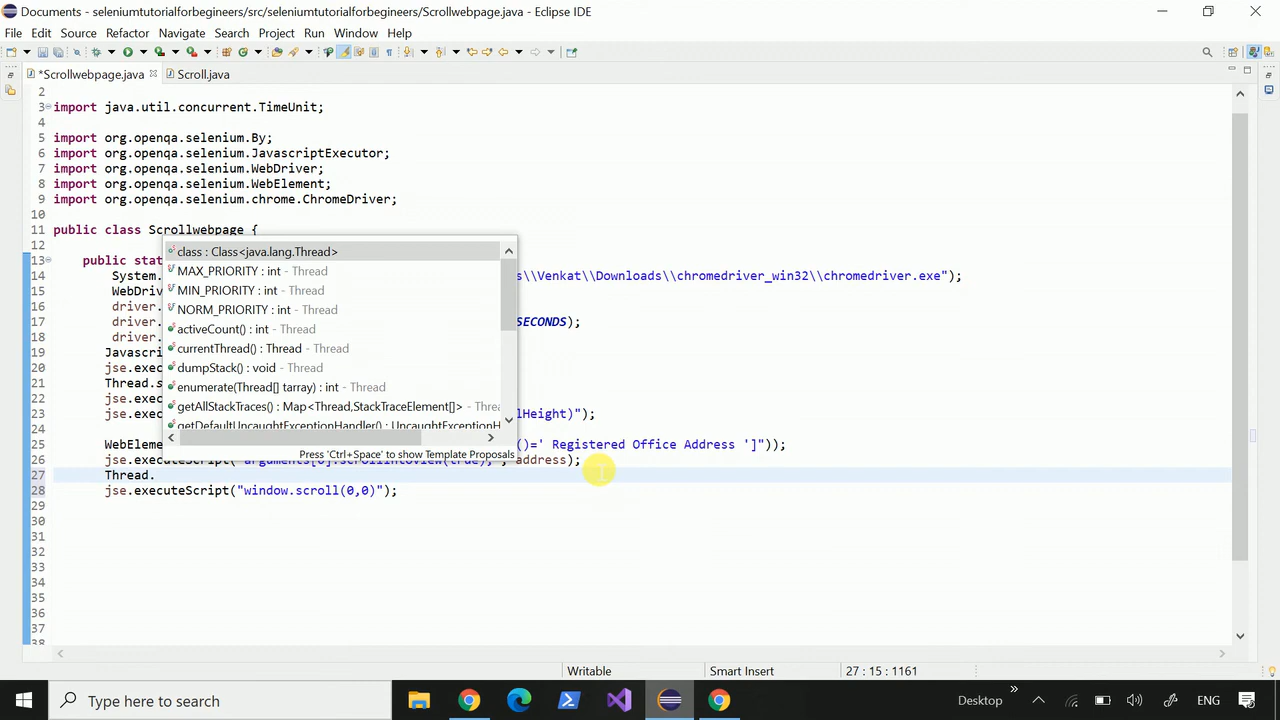 Documents - seleniumtutorialforbegineers/src/seleniumtutorialforbegineers/Scrollwebpage.java - Eclipse IDE
File Edit Source Refactor Navigate Search Project Run Window Help
*Scrollwebpage.java Scroll.java
2
3 import java.util.concurrent.TimeUnit;
4
5 import org.openqa.selenium.By;
6 import org.openqa.selenium.JavascriptExecutor;
7 import org.openqa.selenium.WebDriver;
8 import org.openqa.selenium.WebElement;
9 import org.openqa.selenium.chrome.ChromeDriver;
10
11 public class Scrollwebpage {
12
13 public stat
14 System. s\\Venkat\\Downloads\\chromedriver_win32\\chromedriver.exe");
15 WebDriv
16 driver.
17 driver. SECONDS);
18 driver.
19 Javascri
20 jse.exec
21 Thread.s
22 jse.exec
23 jse.exec lHeight)");
24
25 WebElem ()=' Registered Office Address ']"));
26 jse.executeScript("arguments[0].scrollIntoView(true);", address);
27 Thread.
28 jse.executeScript("window.scroll(0,0)");
29
30
31
32
33
34
35
36
37
38
class : Class<java.lang.Thread>
MAX_PRIORITY : int - Thread
MIN_PRIORITY : int - Thread
NORM_PRIORITY : int - Thread
activeCount() : int - Thread
currentThread() : Thread - Thread
dumpStack() : void - Thread
enumerate(Thread[] tarray) : int - Thread
getAllStackTraces() : Map<Thread,StackTraceElement[]> - Threa
getDefaultUncaughtExceptionHandler() : UncaughtExceptionH
Press 'Ctrl+Space' to show Template Proposals
Writable Smart Insert 27 : 15 : 1161
Type here to search Desktop » ENG